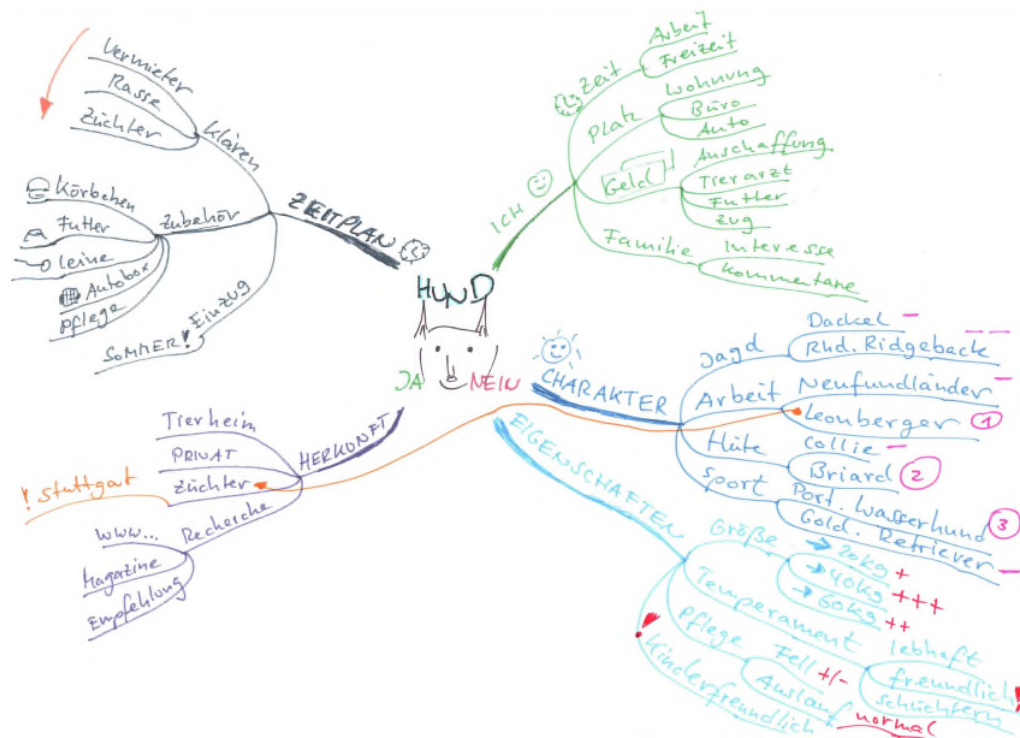 HUND
JA
NEIN
ICH
Zeit
Arbeit
Freizeit
Platz
Wohnung
Büro
Auto
Geld
Anschaffung
Tierarzt
Futter
Zug
Familie
Interesse
Kommentare
CHARAKTER
Jagd
Dackel -
Rhd. Ridgeback --
Arbeit
Neufundländer -
Leonberger 1
Hüte
Collie -
Briard 2
Sport
Port. Wasserhund 3
Gold. Retriever -
EIGENSCHAFTEN
Größe
→ 20kg +
→ 40kg +++
→ 60kg ++
Temperament
lebhaft
freundlich !
schüchtern
Pflege
Fell +/-
Auslauf normal
Kinderfreundlich
!
HERKUNFT
Tierheim
PRIVAT
Züchter
! Stuttgart
Recherche
WWW...
Magazine
Empfehlung
ZEITPLAN
klären
Vermieter
Rasse
Züchter
Zubehör
Körbchen
Futter
Leine
Autobox
Pflege
Einzug
SOMMER!